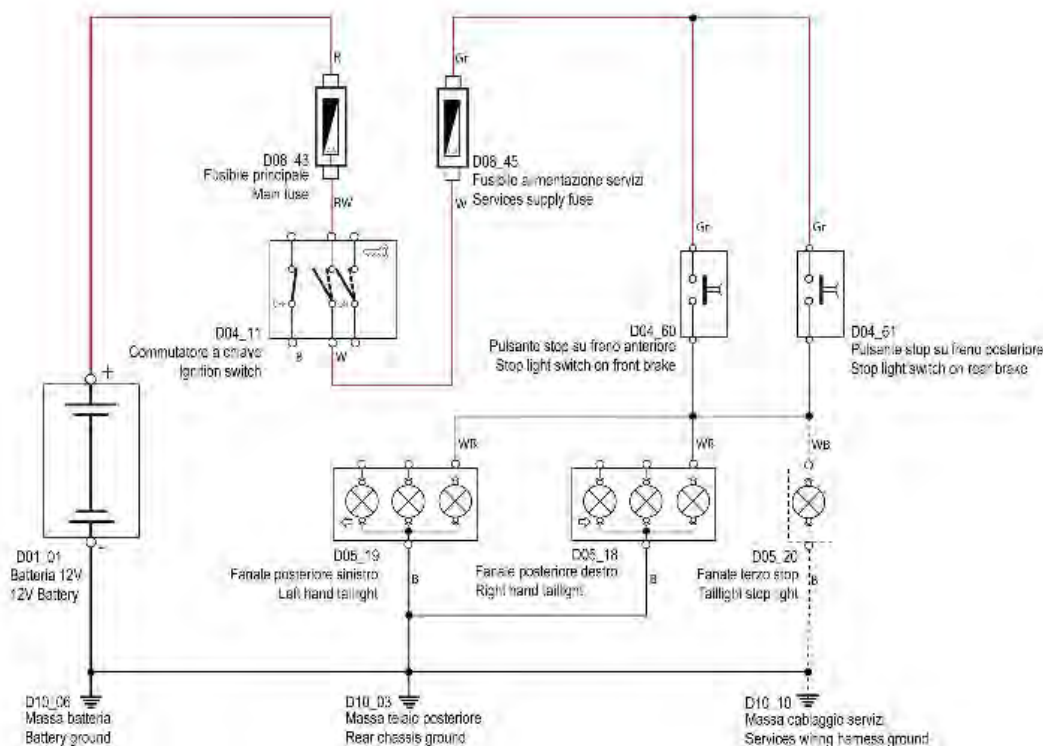 R
Gr
D08_43
Fusibile principale
Main fuse
D08_45
Fusibile alimentazione servizi
Services supply fuse
RW
W
Gr
Gr
D04_11
Commutatore a chiave
Ignition switch
B
W
D04_60
Pulsante stop su freno anteriore
Stop light switch on front brake
D04_61
Pulsante stop su freno posteriore
Stop light switch on rear brake
+
WB
WB
WB
D01_01
Batteria 12V
12V Battery
-
D05_19
Fanale posteriore sinistro
Left hand taillight
B
D05_18
Fanale posteriore destro
Right hand taillight
B
D05_20
Fanale terzo stop
Taillight stop light
B
D10_06
Massa batteria
Battery ground
D10_03
Massa telaio posteriore
Rear chassis ground
D10_10
Massa cablaggio servizi
Services wiring harness ground